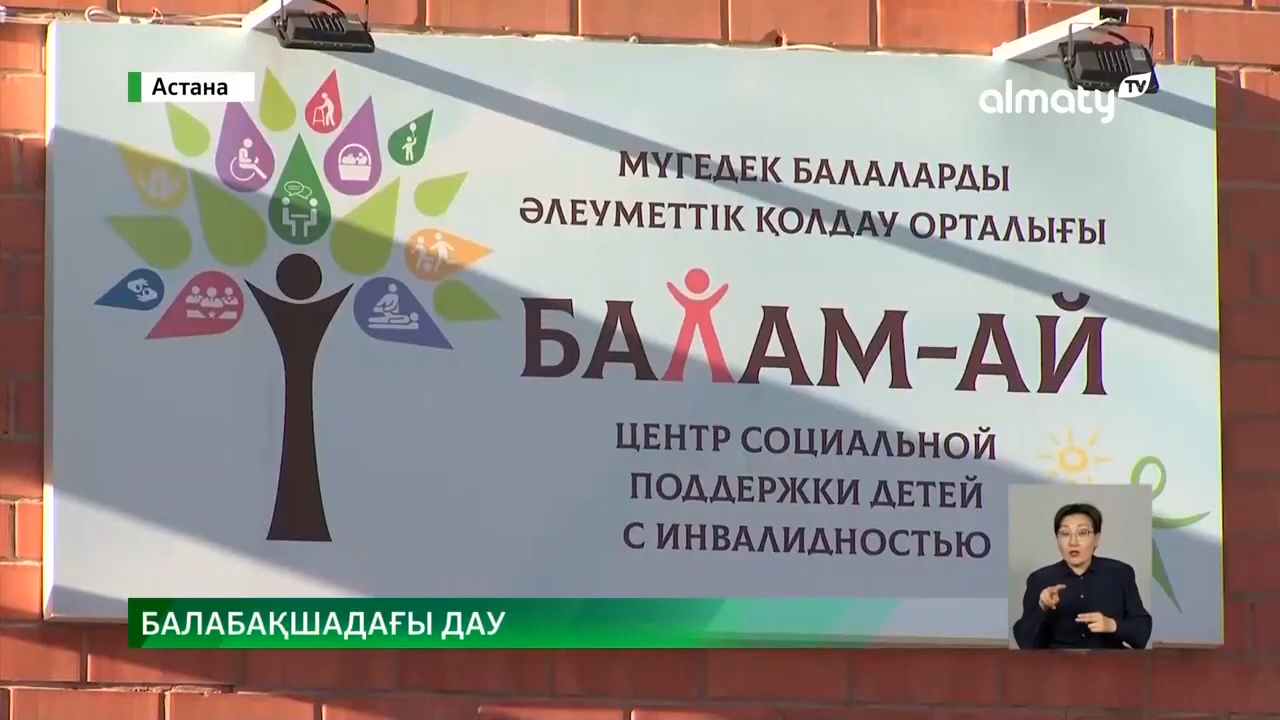 Астана
almaty TV
МҮГЕДЕК БАЛАЛАРДЫ
ӘЛЕУМЕТТІК ҚОЛДАУ ОРТАЛЫҒЫ
БАЛАМ-АЙ
ЦЕНТР СОЦИАЛЬНОЙ
ПОДДЕРЖКИ ДЕТЕЙ
С ИНВАЛИДНОСТЬЮ
БАЛАБАҚШАДАҒЫ ДАУ